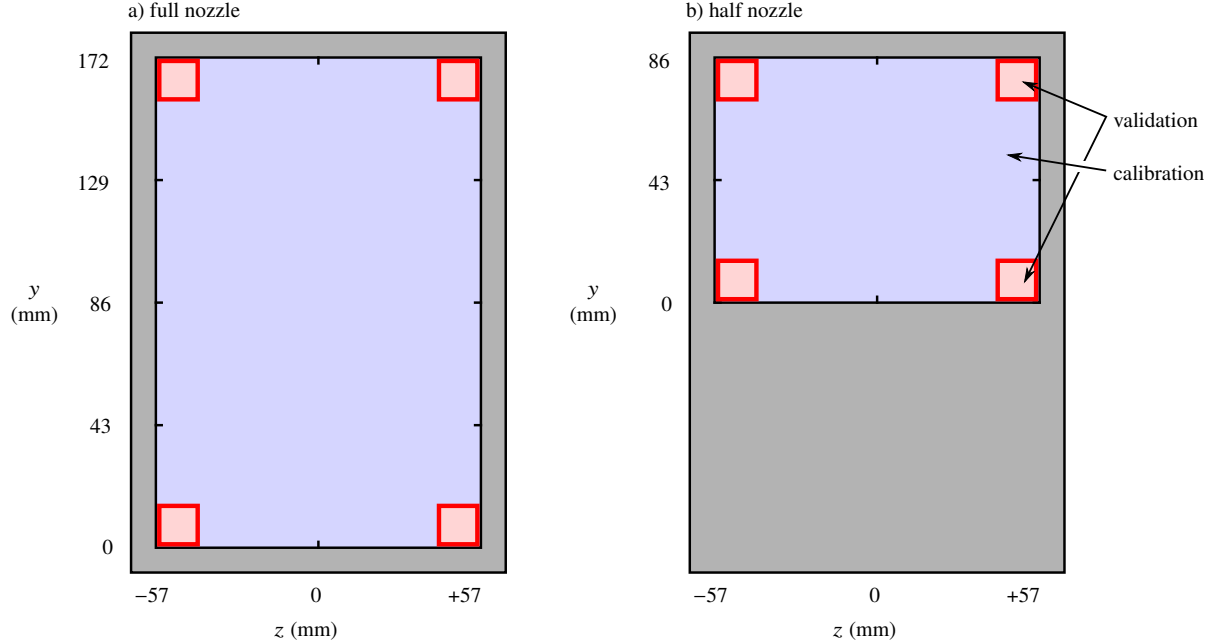 a) full nozzle
172
129
86
43
0
y
(mm)
−57 0 +57
z (mm)
b) half nozzle
86
43
0
y
(mm)
−57 0 +57
z (mm)
validation
calibration